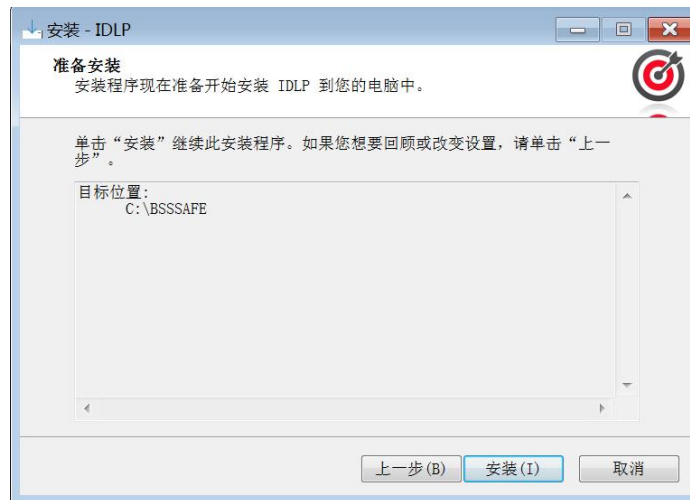 安装 - IDLP
准备安装
安装程序现在准备开始安装 IDLP 到您的电脑中。
单击“安装”继续此安装程序。如果您想要回顾或改变设置，请单击“上一
步”。
目标位置:
C:\BSSSAFE
上一步(B) 安装(I) 取消